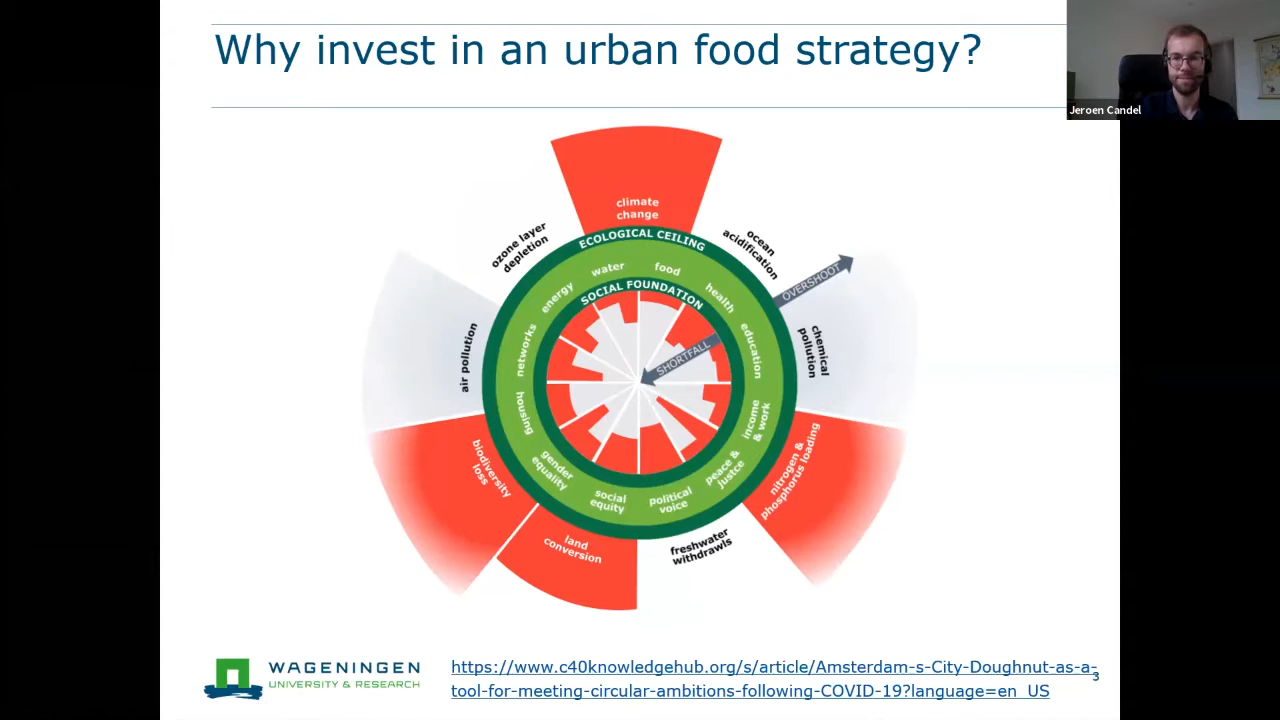 Why invest in an urban food strategy?
Jeroen Candel
climate
change
ozone layer
depletion
ocean
acidification
ECOLOGICAL CEILING
OVERSHOOT
water
food
energy
health
SOCIAL FOUNDATION
networks
education
SHORTFALL
air pollution
chemical
pollution
housing
income
& work
biodiversity
loss
gender
equality
peace &
justce
nitrogen &
phosphorus loading
social
equity
political
voice
land
conversion
freshwater
withdrawls
WAGENINGEN
UNIVERSITY & RESEARCH
https://www.c40knowledgehub.org/s/article/Amsterdam-s-City-Doughnut-as-a-
tool-for-meeting-circular-ambitions-following-COVID-19?language=en_US
3